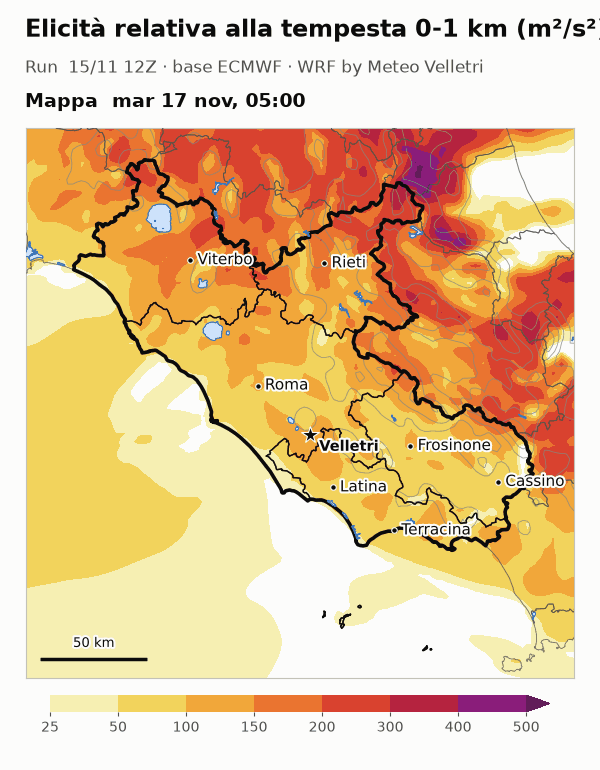 Elicità relativa alla tempesta 0-1 km (m²/s²)
Run  15/11 12Z · base ECMWF · WRF by Meteo Velletri
Mappa  mar 17 nov, 05:00
Viterbo
Rieti
Roma
Velletri
Frosinone
Cassino
Latina
Terracina
50 km
25 50 100 150 200 300 400 500